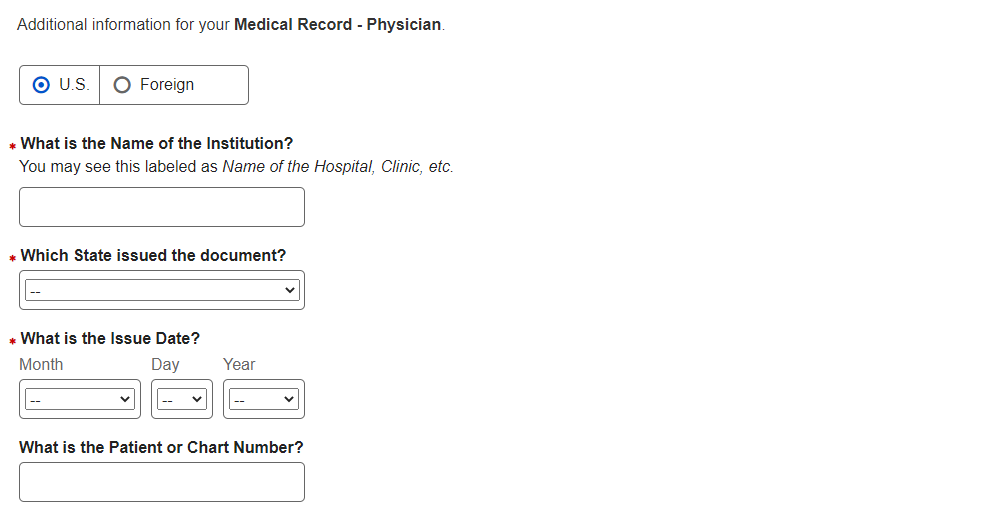 Additional information for your Medical Record - Physician.
U.S. Foreign
* What is the Name of the Institution?
You may see this labeled as Name of the Hospital, Clinic, etc.
* Which State issued the document?
--
* What is the Issue Date?
Month Day Year
-- -- --
What is the Patient or Chart Number?